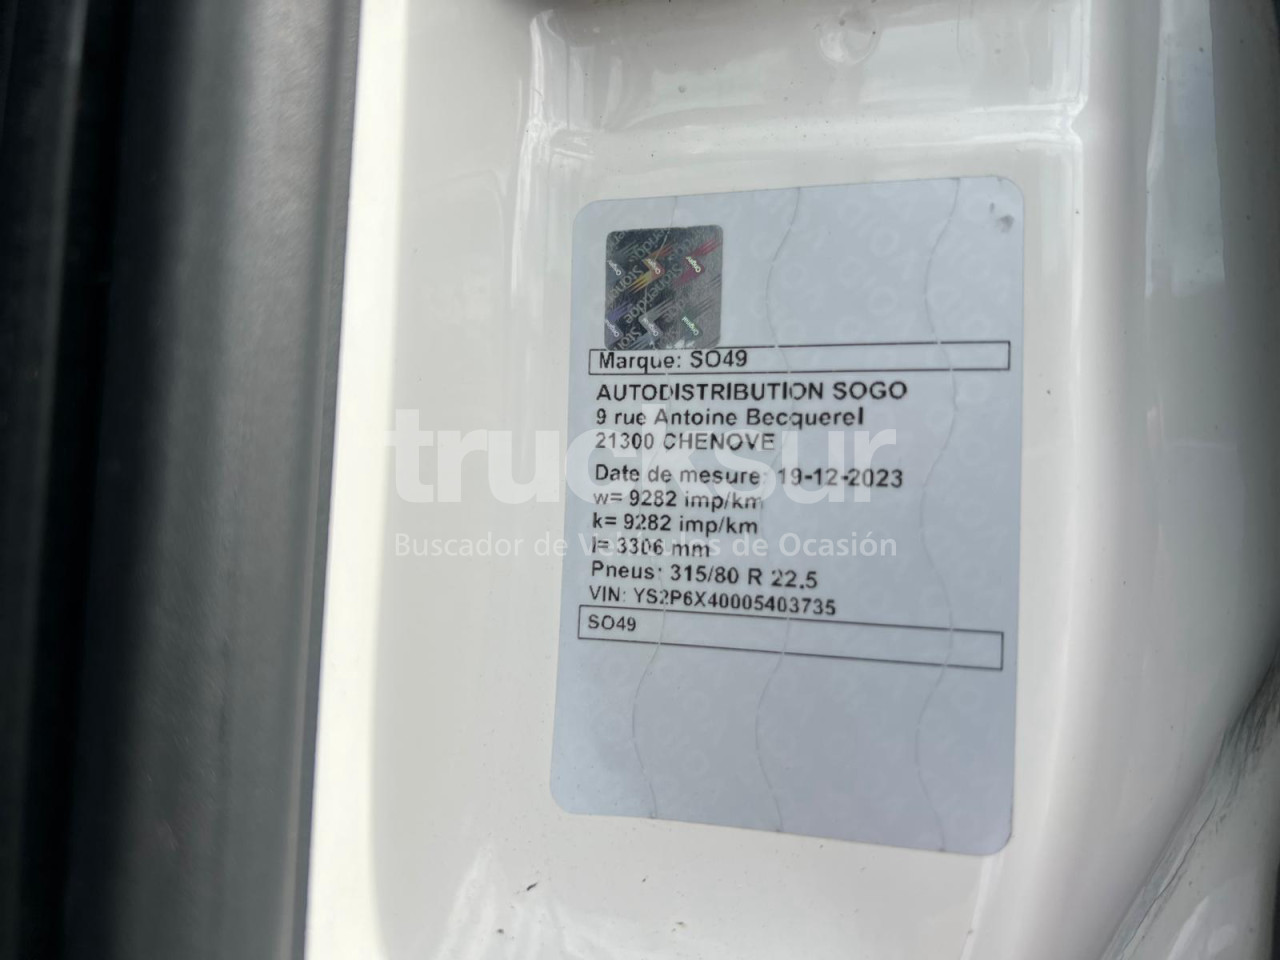 Marque: SO49
AUTODISTRIBUTION SOGO
9 rue Antoine Becquerel
21300 CHENOVE
Date de mesure: 19-12-2023
w= 9282 imp/km
k= 9282 imp/km
l= 3306 mm
Pneus: 315/80 R 22.5
VIN: YS2P6X40005403735
SO49
trucksur
Buscador de Vehículos de Ocasión